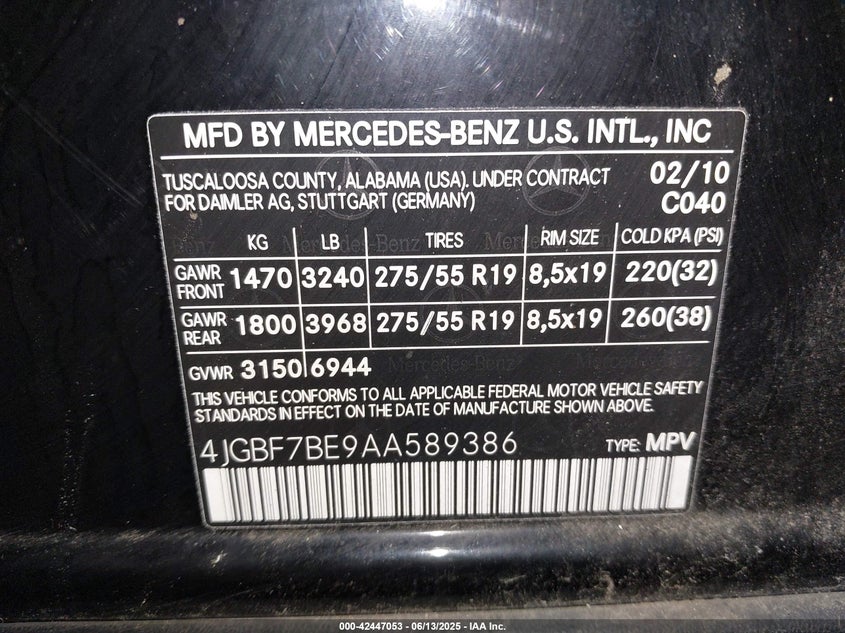 MFD BY MERCEDES-BENZ U.S. INTL., INC
TUSCALOOSA COUNTY, ALABAMA (USA). UNDER CONTRACT 02/10
FOR DAIMLER AG, STUTTGART (GERMANY) C040
KG LB TIRES RIM SIZE COLD KPA (PSI)
GAWR FRONT 1470 3240 275/55 R19 8,5x19 220(32)
GAWR REAR 1800 3968 275/55 R19 8,5x19 260(38)
GVWR 3150 6944
THIS VEHICLE CONFORMS TO ALL APPLICABLE FEDERAL MOTOR VEHICLE SAFETY
STANDARDS IN EFFECT ON THE DATE OF MANUFACTURE SHOWN ABOVE.
4JGBF7BE9AA589386 TYPE: MPV
000-42447053 - 06/13/2025 - IAA Inc.